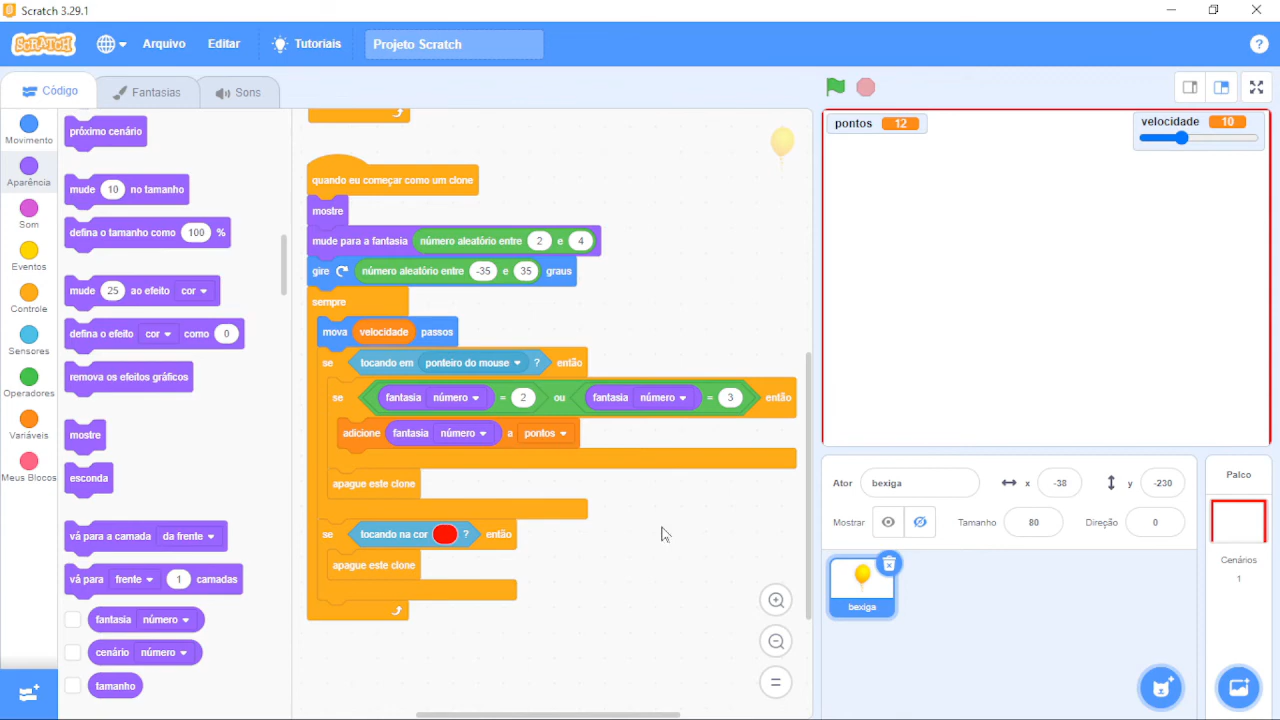 Scratch 3.29.1
SCRATCH Arquivo Editar Tutoriais Projeto Scratch ?
Código Fantasias Sons
Movimento
Aparência
Som
Eventos
Controle
Sensores
Operadores
Variáveis
Meus Blocos
próximo cenário
mude 10 no tamanho
defina o tamanho como 100 %
mude 25 ao efeito cor
defina o efeito cor como 0
remova os efeitos gráficos
mostre
esconda
vá para a camada da frente
vá para frente 1 camadas
fantasia número
cenário número
tamanho
quando eu começar como um clone
mostre
mude para a fantasia número aleatório entre 2 e 4
gire número aleatório entre -35 e 35 graus
sempre
mova velocidade passos
se tocando em ponteiro do mouse ? então
se fantasia número = 2 ou fantasia número = 3 então
adicione fantasia número a pontos
apague este clone
se tocando na cor ? então
apague este clone
pontos 12
velocidade 10
Ator bexiga x -38 y -230
Mostrar Tamanho 80 Direção 0
bexiga
Palco
Cenários
1